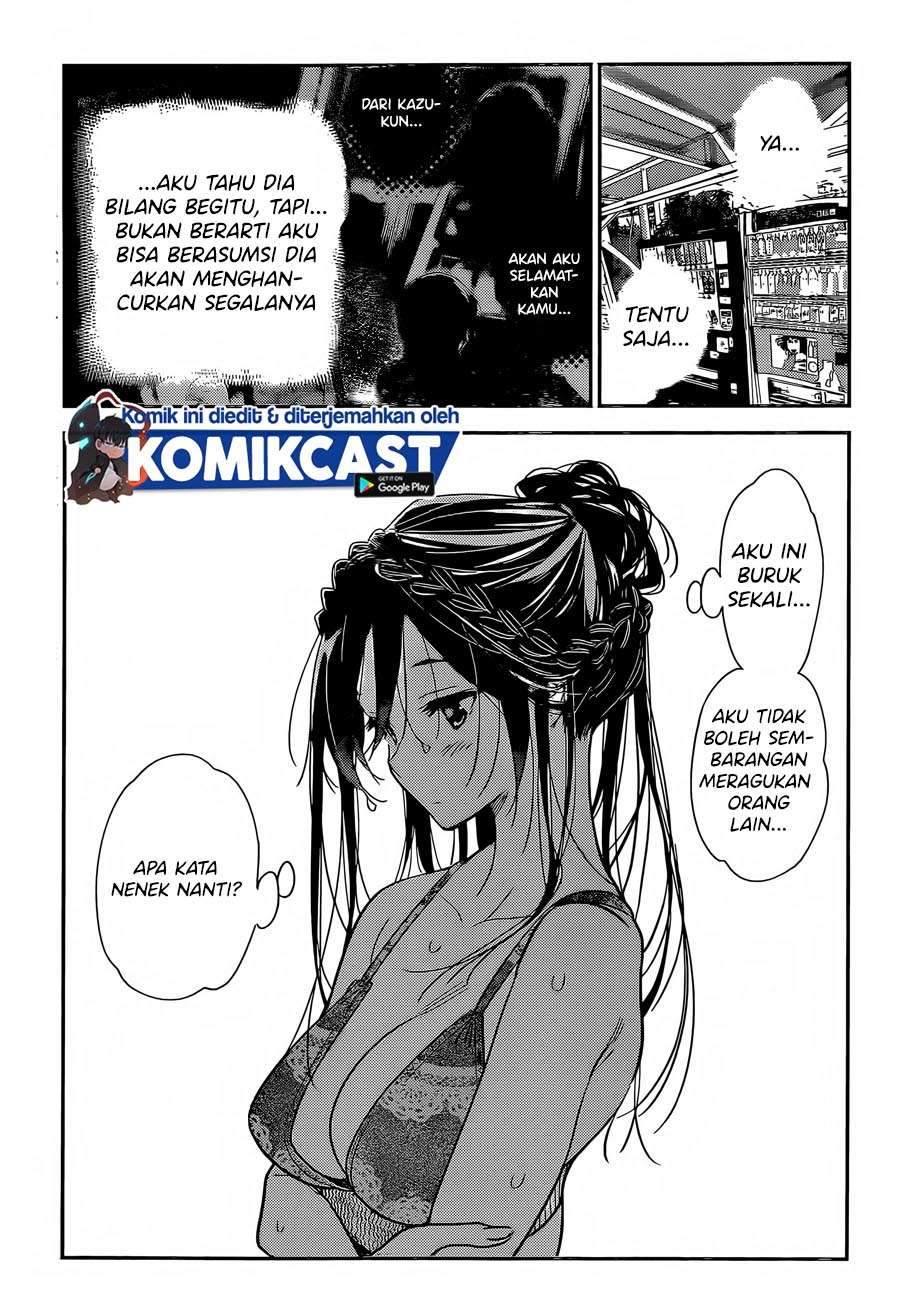 YA...
TENTU
SAJA...
DARI KAZU-
KUN...
AKAN AKU
SELAMAT-
KAN
KAMU...
...AKU TAHU DIA
BILANG BEGITU, TAPI...
BUKAN BERARTI AKU
BISA BERASUMSI DIA
AKAN MENGHAN-
CURKAN SEGALANYA
Komik ini diedit & diterjemahkan oleh
KOMIKCAST
GET IT ON
Google Play
AKU INI
BURUK
SEKALI...
AKU TIDAK
BOLEH SEM-
BARANGAN
MERAGUKAN
ORANG
LAIN...
APA KATA
NENEK NANTI?